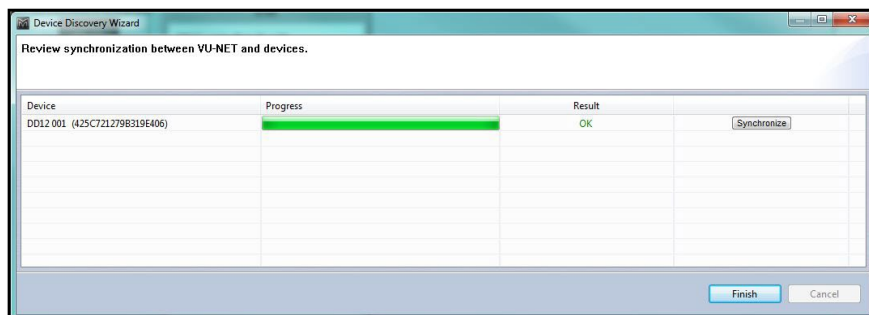 Device Discovery Wizard
Review synchronization between VU-NET and devices.
Device Progress Result
DD12 001 (425C721279B319E406) OK Synchronize
Finish Cancel